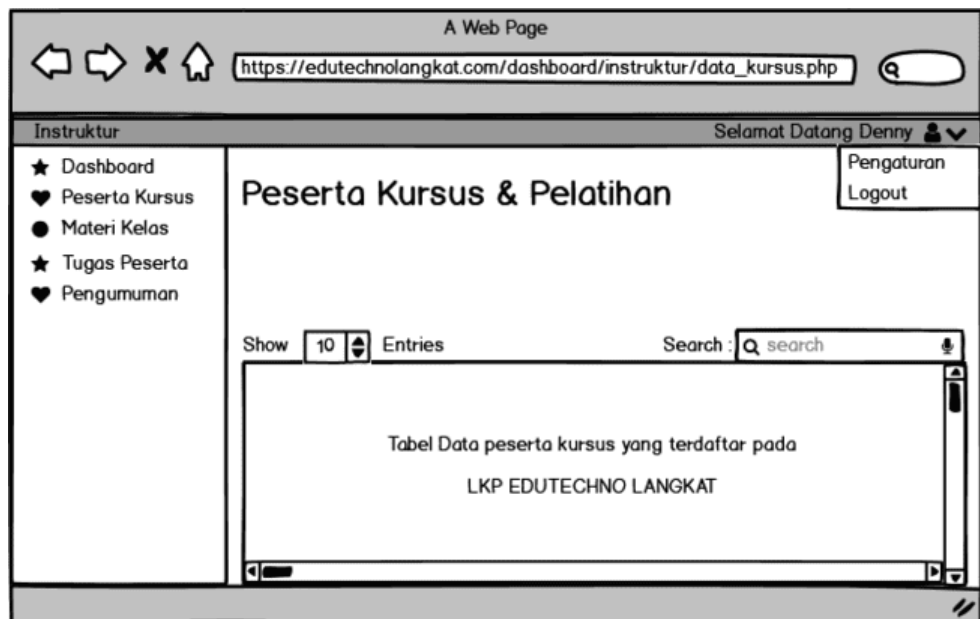 A Web Page
https://edutechnolangkat.com/dashboard/instruktur/data_kursus.php
Instruktur
Selamat Datang Denny
Pengaturan
Logout
Dashboard
Peserta Kursus
Materi Kelas
Tugas Peserta
Pengumuman
Peserta Kursus & Pelatihan
Show 10 Entries
Search : search
Tabel Data peserta kursus yang terdaftar pada
LKP EDUTECHNO LANGKAT